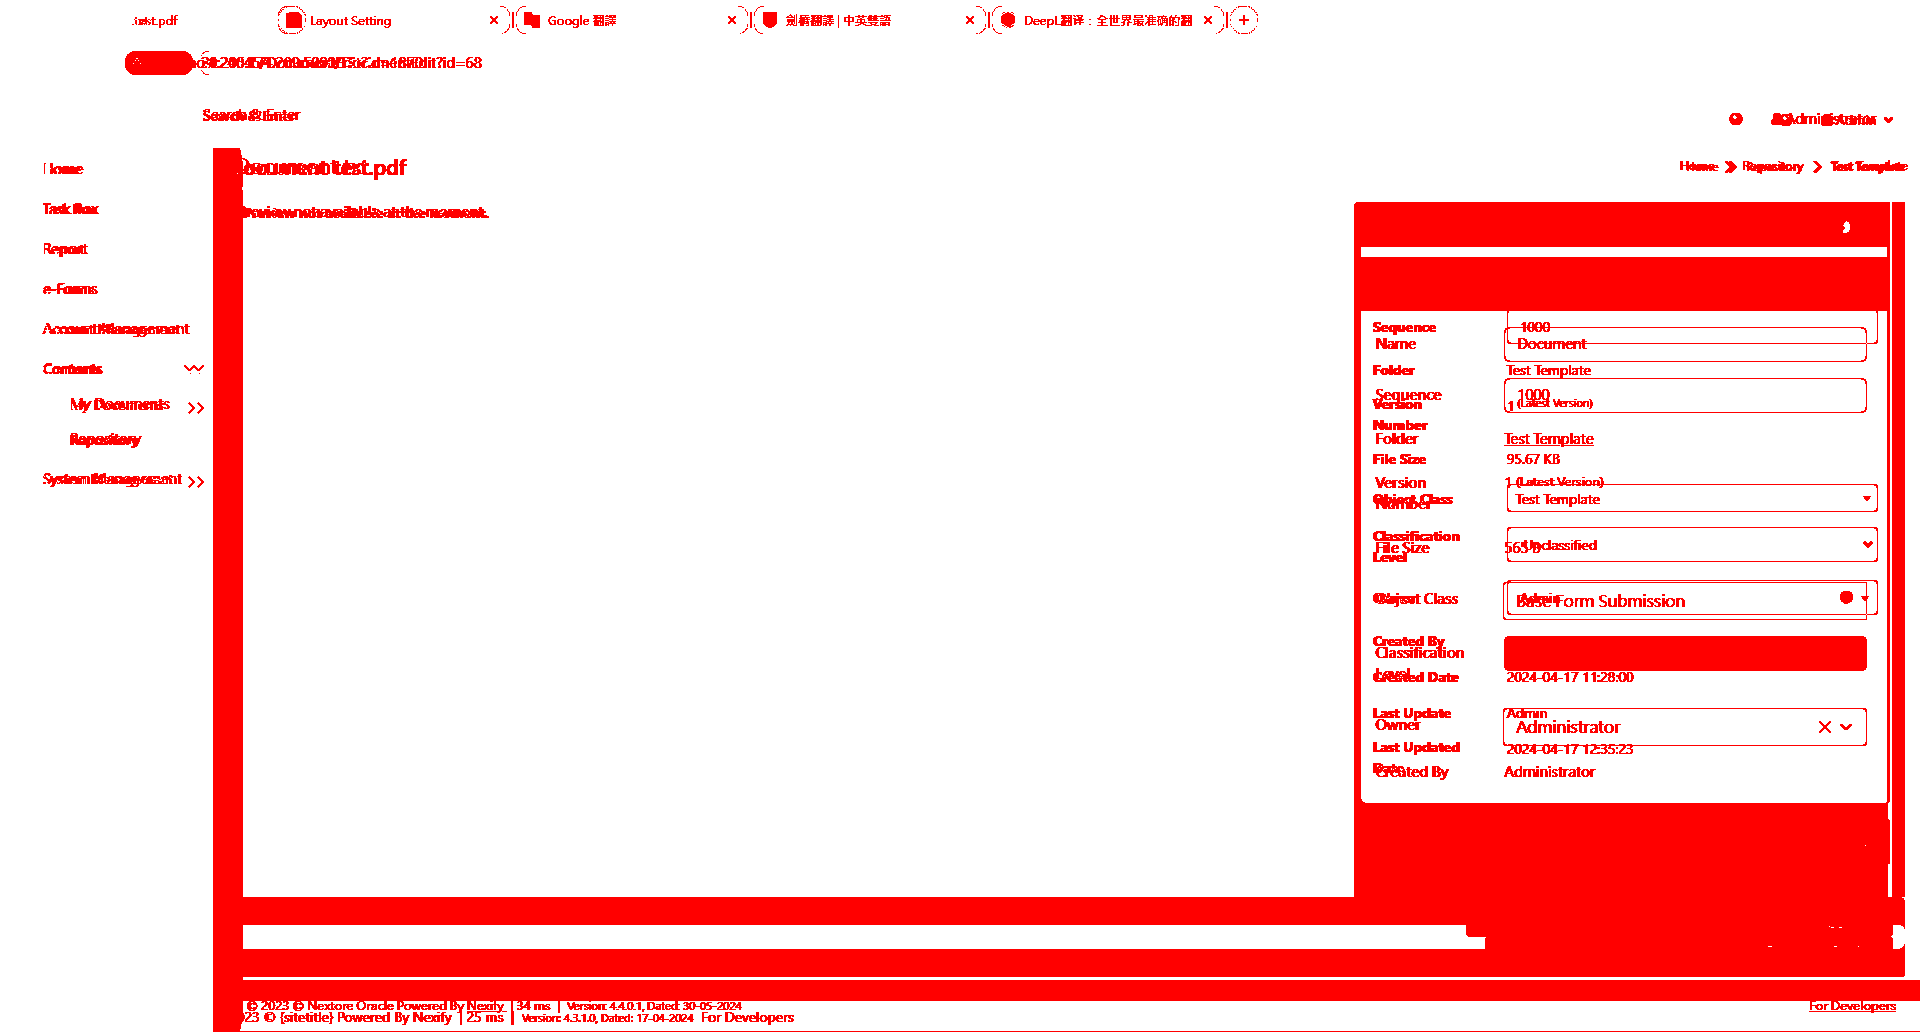 test.pdf
Layout Setting
Google 翻譯
劍橋翻譯 | 中英雙語
DeepL翻译：全世界最准确的翻
Search & Enter
Administrator
Home
Task Box
Report
e-Forms
Account Management
Contents
My Documents
Repository
System Management
test.pdf
Preview not available at the moment.
Home
Repository
Test Template
Sequence
1000
Name
Document
Folder
Test Template
Sequence
1000
Version
Number
1 (Latest Version)
Folder
Test Template
File Size
95.67 KB
Version
Number
1 (Latest Version)
Object Class
Test Template
Classification
Level
Unclassified
File Size
Object Class
Base Form Submission
Admin
Created By
Classification
Level
Created Date
2024-04-17 11:28:00
Last Update
Admin
Owner
Administrator
Last Updated
2024-04-17 12:35:23
Created By
Administrator
© 2023 © Nextore Oracle Powered By Nexify | 34 ms | Version: 4.4.0.1, Dated: 30-05-2024
For Developers
23 © {sitetitle} Powered By Nexify | 25 ms | Version: 4.3.1.0, Dated: 17-04-2024 For Developers